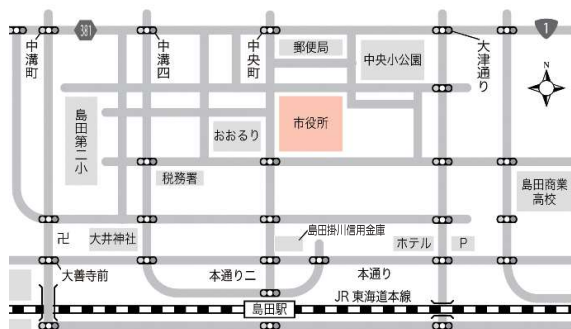 381
1
中溝町
中溝四
中央町
郵便局
中央小公園
大津通り
N
島田第二小
おおるり
市役所
税務署
島田商業
高校
大井神社
島田掛川信用金庫
ホテル
P
大善寺前
本通り二
本通り
JR 東海道本線
島田駅